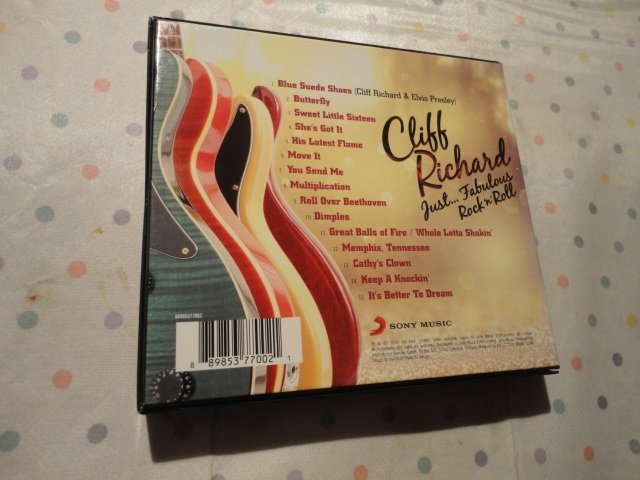 1. Blue Suede Shoes (Cliff Richard & Elvis Presley)
2. Butterfly
3. Sweet Little Sixteen
4. She's Got It
5. His Latest Flame
6. Move It
7. You Send Me
8. Multiplication
9. Roll Over Beethoven
10. Dimples
11. Great Balls of Fire / Whole Lotta Shakin'
12. Memphis, Tennessee
13. Cathy's Clown
14. Keep A Knockin'
15. It's Better To Dream
Cliff
Richard
Just... Fabulous
Rock 'n' Roll
88985377002
8 89853 77002 1
SONY MUSIC